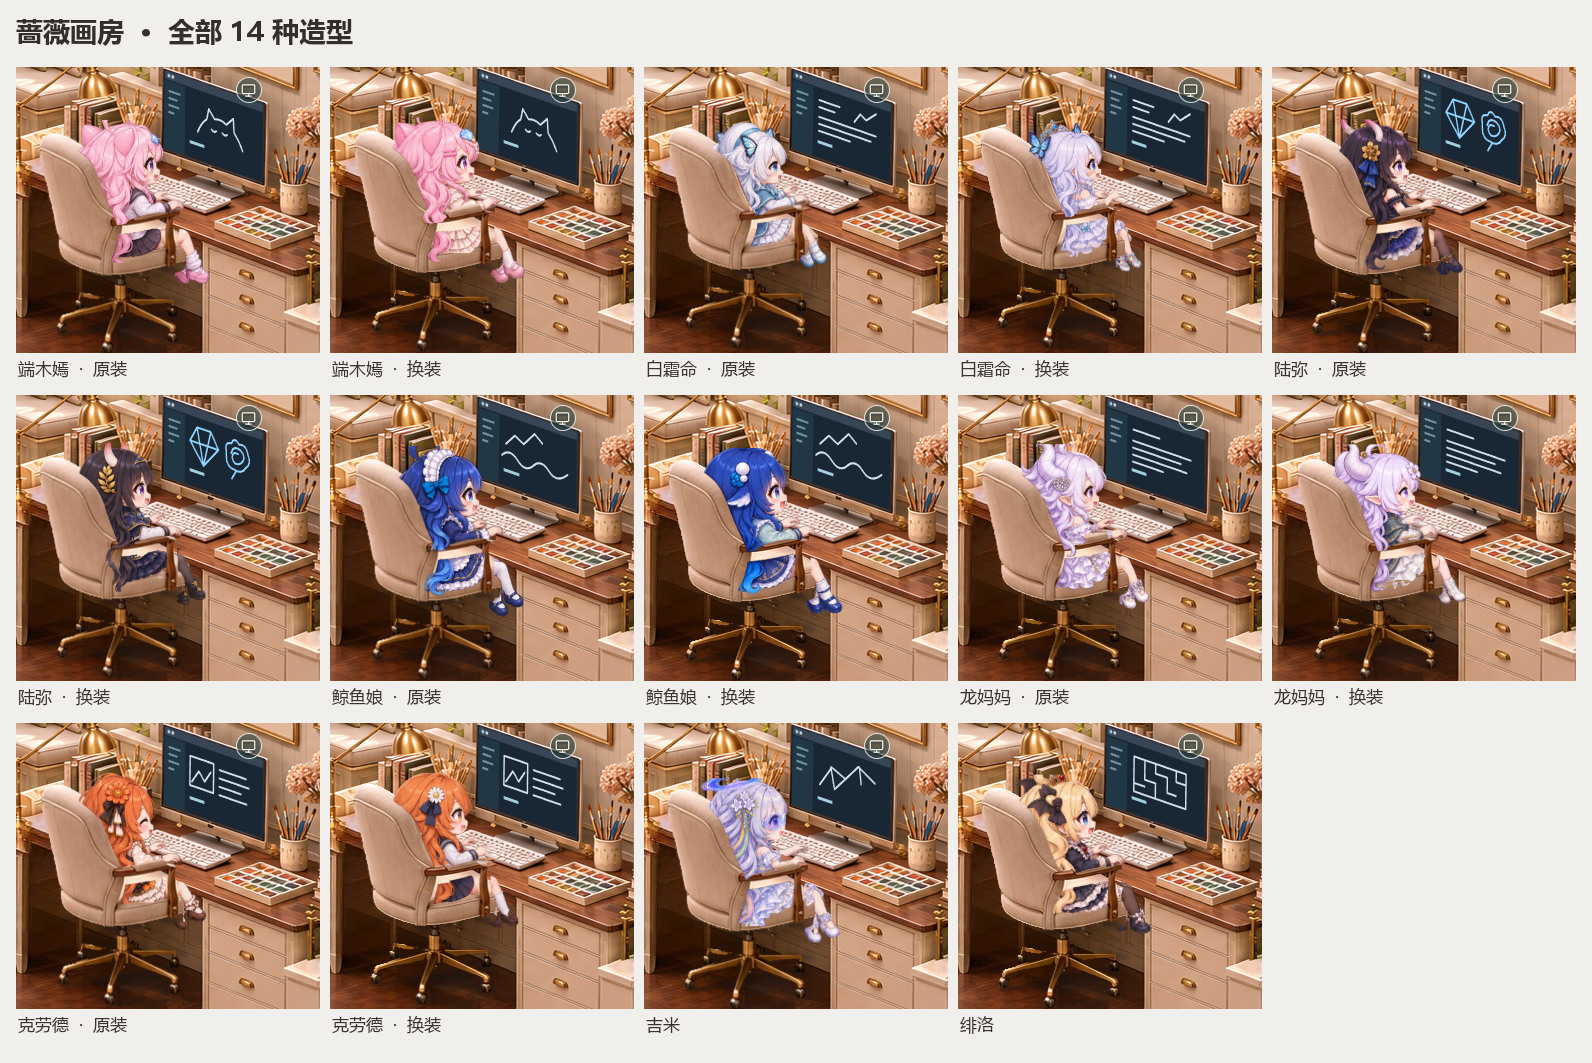 蔷薇画房 · 全部 14 种造型
端木嫣 · 原装
端木嫣 · 换装
白霜命 · 原装
白霜命 · 换装
陆弥 · 原装
陆弥 · 换装
鲸鱼娘 · 原装
鲸鱼娘 · 换装
龙妈妈 · 原装
龙妈妈 · 换装
克劳德 · 原装
克劳德 · 换装
吉米
绯洛